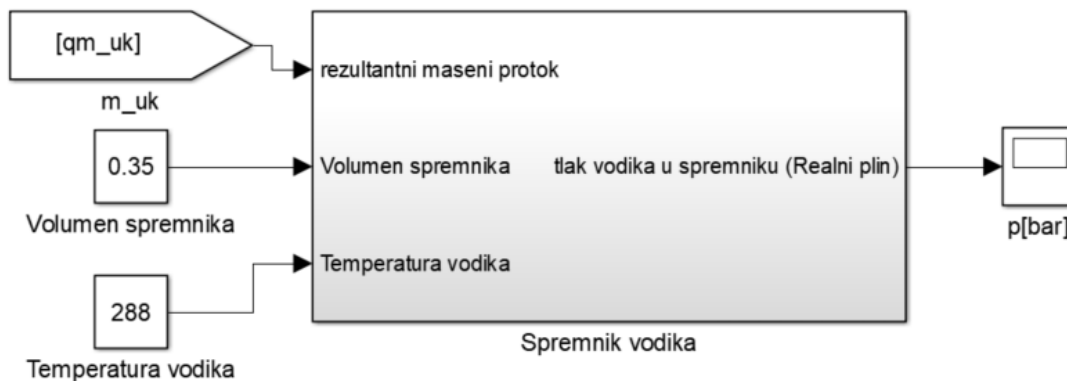 [qm_uk]
m_uk
rezultantni maseni protok
0.35
Volumen spremnika
Volumen spremnika
tlak vodika u spremniku (Realni plin)
p[bar]
Temperatura vodika
288
Temperatura vodika
Spremnik vodika